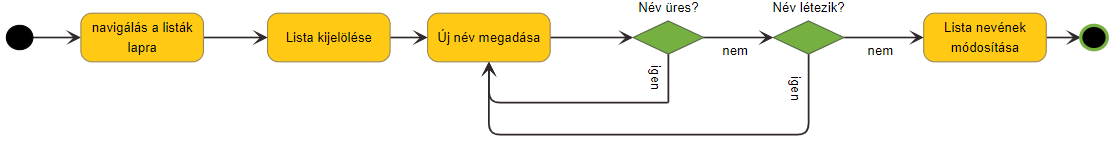 navigálás a listák
lapra
Lista kijelölése
Új név megadása
Név üres?
igen
nem
Név létezik?
igen
nem
Lista nevének
módosítása